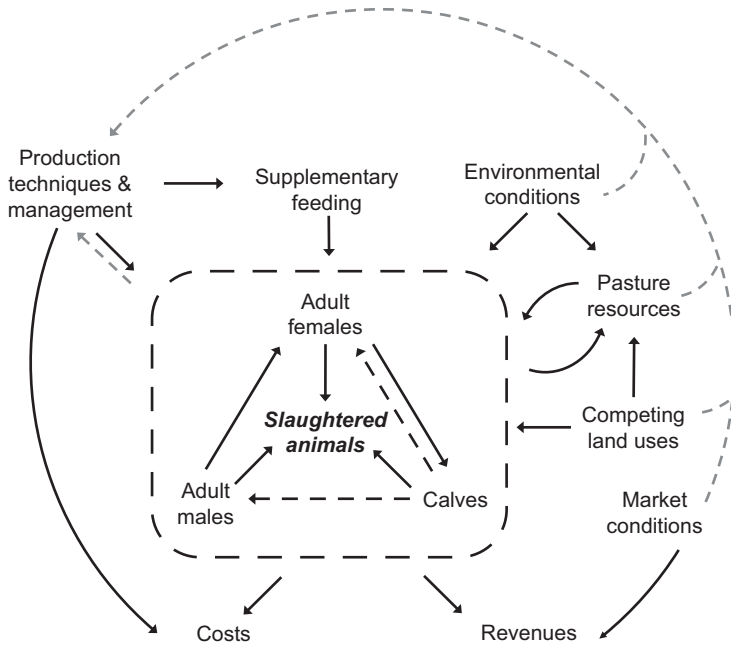 Production
techniques &
management
Supplementary
feeding
Environmental
conditions
Pasture
resources
Adult
females
Slaughtered
animals
Competing
land uses
Adult
males
Calves
Market
conditions
Costs
Revenues